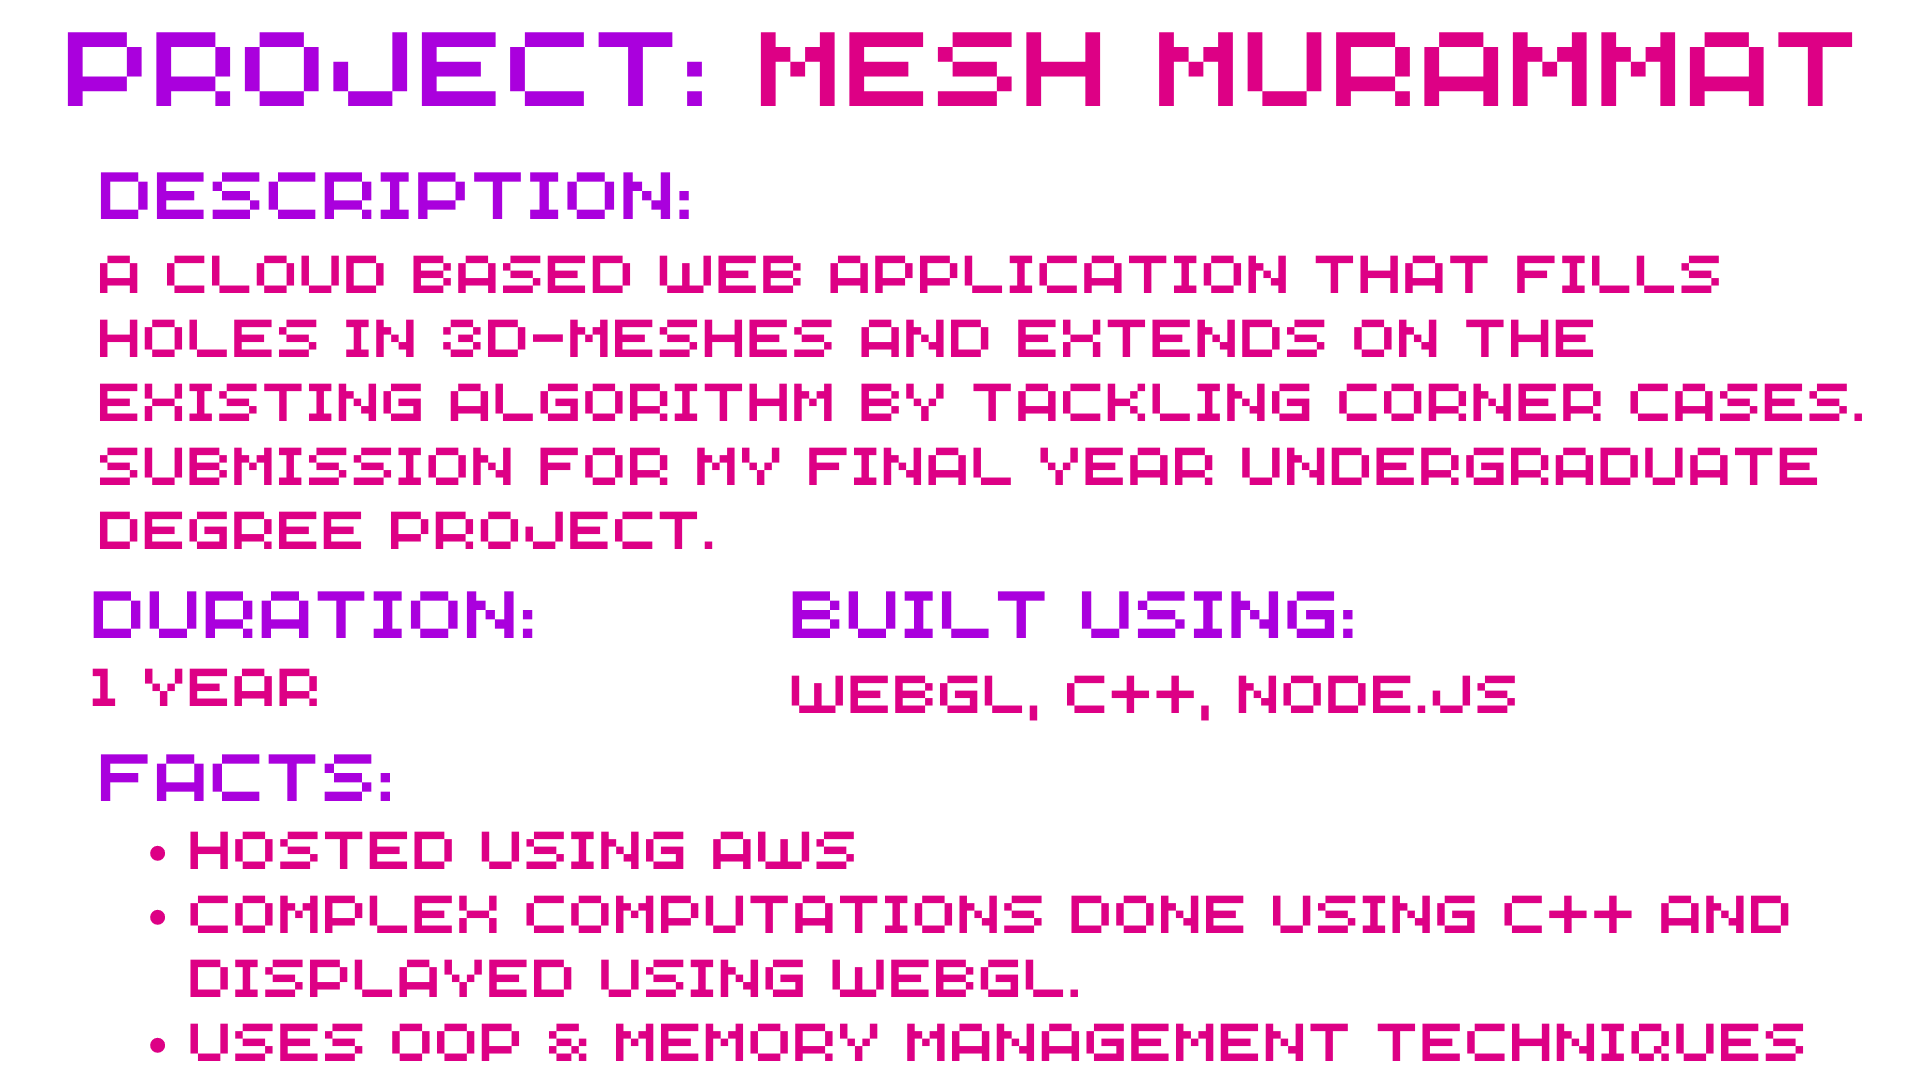 PROJECT: MESH MURAMMAT
DESCRIPTION:
A CLOUD BASED WEB APPLICATION THAT FILLS
HOLES IN 3D-MESHES AND EXTENDS ON THE
EXISTING ALGORITHM BY TACKLING CORNER CASES.
SUBMISSION FOR MY FINAL YEAR UNDERGRADUATE
DEGREE PROJECT.
DURATION:
1 YEAR
BUILT USING:
WEBGL, C++, NODE.JS
FACTS:
• HOSTED USING AWS
• COMPLEX COMPUTATIONS DONE USING C++ AND
DISPLAYED USING WEBGL.
• USES OOP & MEMORY MANAGEMENT TECHNIQUES